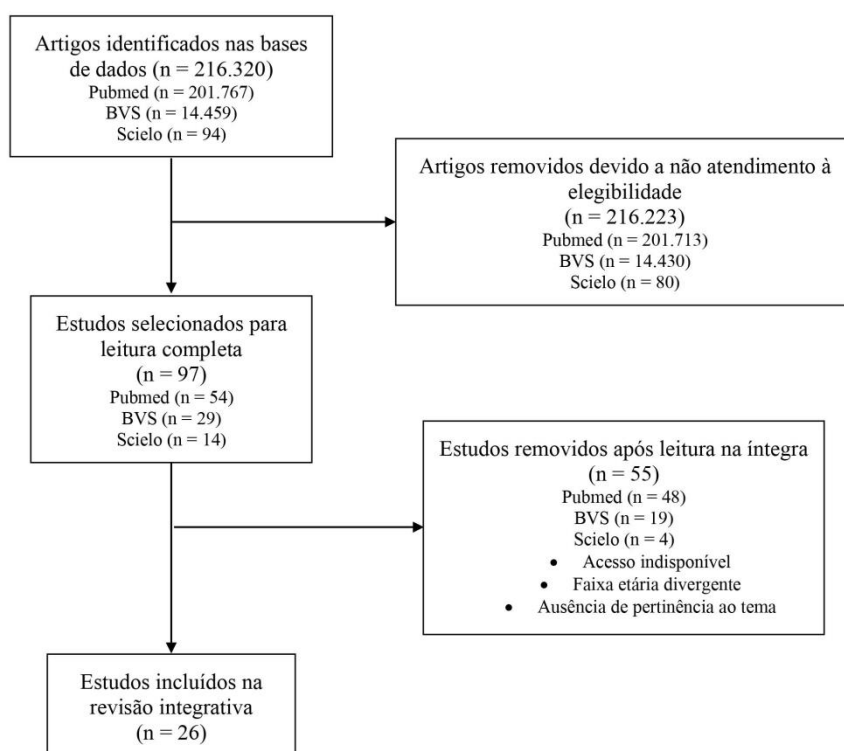 Artigos identificados nas bases
de dados (n = 216.320)
Pubmed (n = 201.767)
BVS (n = 14.459)
Scielo (n = 94)
Artigos removidos devido a não atendimento à
elegibilidade
(n = 216.223)
Pubmed (n = 201.713)
BVS (n = 14.430)
Scielo (n = 80)
Estudos selecionados para
leitura completa
(n = 97)
Pubmed (n = 54)
BVS (n = 29)
Scielo (n = 14)
Estudos removidos após leitura na íntegra
(n = 55)
Pubmed (n = 48)
BVS (n = 19)
Scielo (n = 4)
• Acesso indisponível
• Faixa etária divergente
• Ausência de pertinência ao tema
Estudos incluídos na
revisão integrativa
(n = 26)